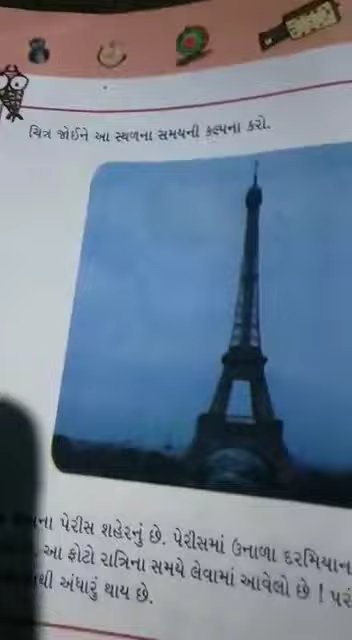 ચિત્ર જોઈને આ સ્થળના સમયની કલ્પના કરો.
પેરીસ શહેરનું છે. પેરીસમાં ઉનાળા દરમિયાન
આ ફોટો રાત્રિના સમયે લેવામાં આવેલો છે !
અંધારું થાય છે.